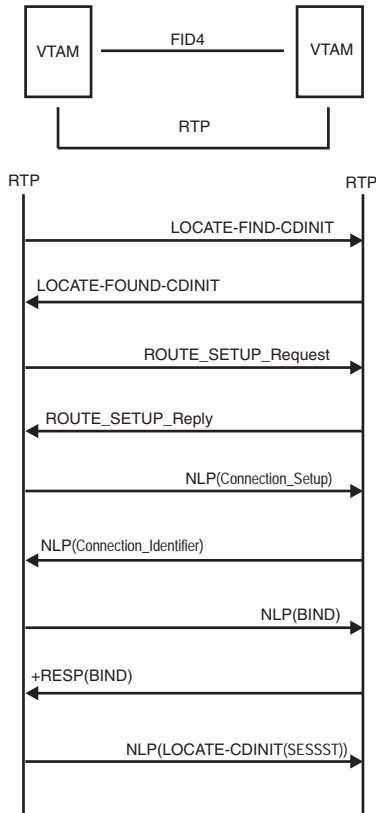 VTAM
FID4
VTAM
RTP
RTP
RTP
LOCATE-FIND-CDINIT
LOCATE-FOUND-CDINIT
ROUTE_SETUP_Request
ROUTE_SETUP_Reply
NLP(Connection_Setup)
NLP(Connection_Identifier)
NLP(BIND)
+RESP(BIND)
NLP(LOCATE-CDINIT(SESSST))